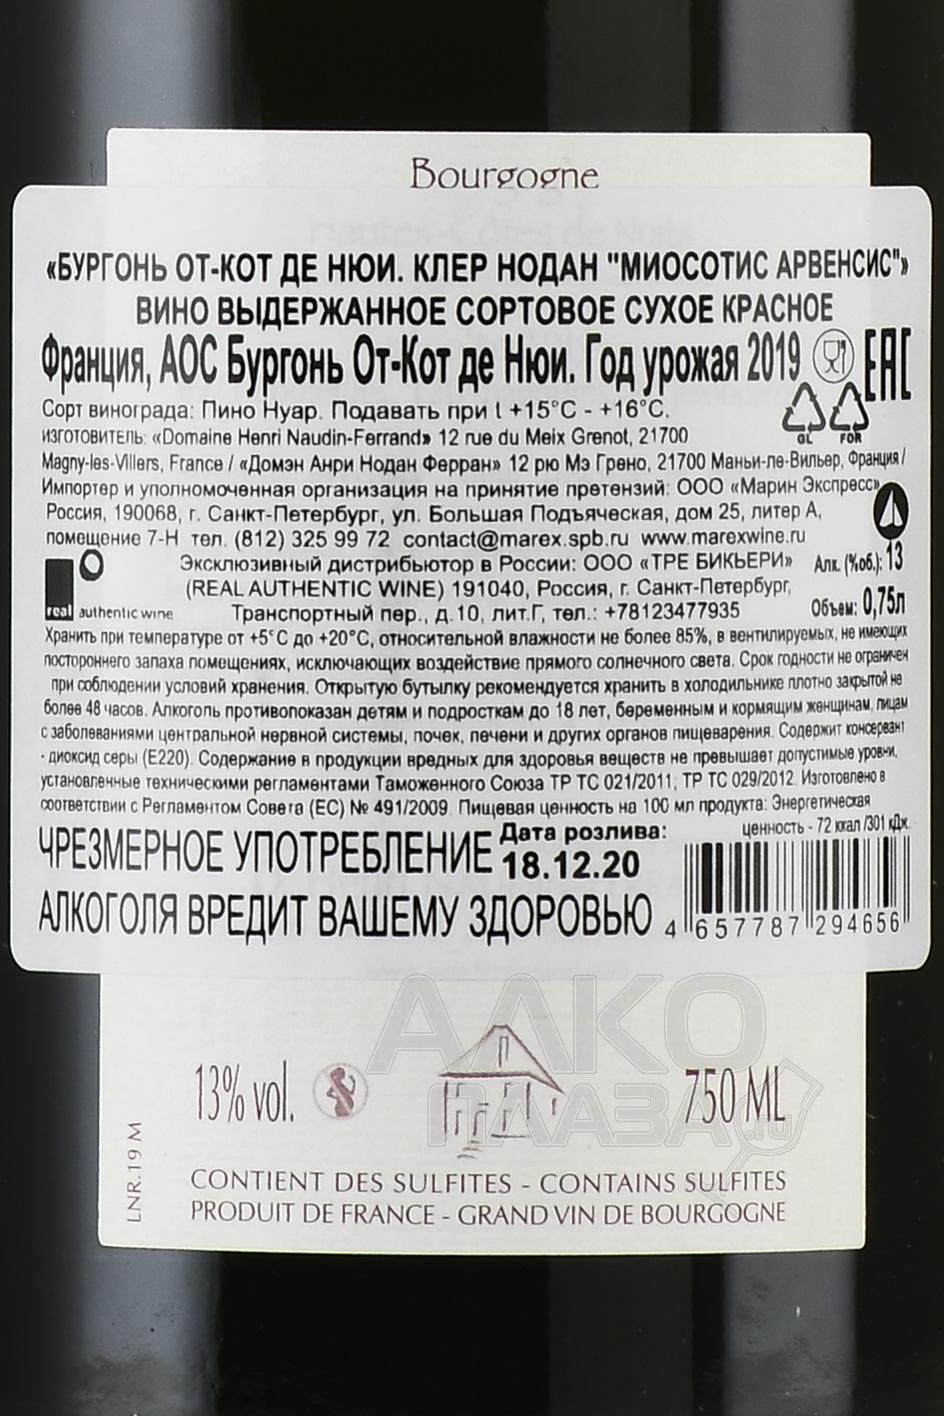 Bourgogne
Hautes-Côtes de Nuits
«БУРГОНЬ ОТ-КОТ ДЕ НЮИ. КЛЕР НОДАН "МИОСОТИС АРВЕНСИС"»
ВИНО ВЫДЕРЖАННОЕ СОРТОВОЕ СУХОЕ КРАСНОЕ
Франция, АОС Бургонь От-Кот де Нюи. Год урожая 2019 EAC
Сорт винограда: Пино Нуар. Подавать при t +15°C - +16°C.
GL FOR
ИЗГОТОВИТЕЛЬ: «Domaine Henri Naudin-Ferrand» 12 rue du Meix Grenot, 21700
Magny-les-Villers, France / «Домэн Анри Нодан Ферран» 12 рю Мэ Грено, 21700 Маньи-ле-Вильер, Франция /
Импортер и уполномоченная организация на принятие претензий: ООО «Марин Экспресс»
Россия, 190068, г. Санкт-Петербург, ул. Большая Подъяческая, дом 25, литер А,
помещение 7-Н тел. (812) 325 99 72 contact@marex.spb.ru www.marexwine.ru
Эксклюзивный дистрибьютор в России: ООО «ТРЕ БИКЬЕРИ» Алк. (%об.): 13
(REAL AUTHENTIC WINE) 191040, Россия, г. Санкт-Петербург,
real authentic wine Транспортный пер., д.10, лит.Г, тел.: +78123477935 Объем: 0,75л
Хранить при температуре от +5°С до +20°С, относительной влажности не более 85%, в вентилируемых, не имеющих
постороннего запаха помещениях, исключающих воздействие прямого солнечного света. Срок годности не ограничен
при соблюдении условий хранения. Открытую бутылку рекомендуется хранить в холодильнике плотно закрытой не
более 48 часов. Алкоголь противопоказан детям и подросткам до 18 лет, беременным и кормящим женщинам, лицам
с заболеваниями центральной нервной системы, почек, печени и других органов пищеварения. Содержит консервант
- диоксид серы (Е220). Содержание в продукции вредных для здоровья веществ не превышает допустимые уровни,
установленные техническими регламентами Таможенного Союза ТР ТС 021/2011; ТР ТС 029/2012. Изготовлено в
соответствии с Регламентом Совета (ЕС) № 491/2009. Пищевая ценность на 100 мл продукта: Энергетическая
ценность - 72 ккал /301 кДж.
ЧРЕЗМЕРНОЕ УПОТРЕБЛЕНИЕ
АЛКОГОЛЯ ВРЕДИТ ВАШЕМУ ЗДОРОВЬЮ
Дата розлива:
18.12.20
4 657787 294656
АЛКО
ПЛАЗА.ru
13% vol. 750 ML
LNR.19 M
CONTIENT DES SULFITES - CONTAINS SULFITES
PRODUIT DE FRANCE - GRAND VIN DE BOURGOGNE